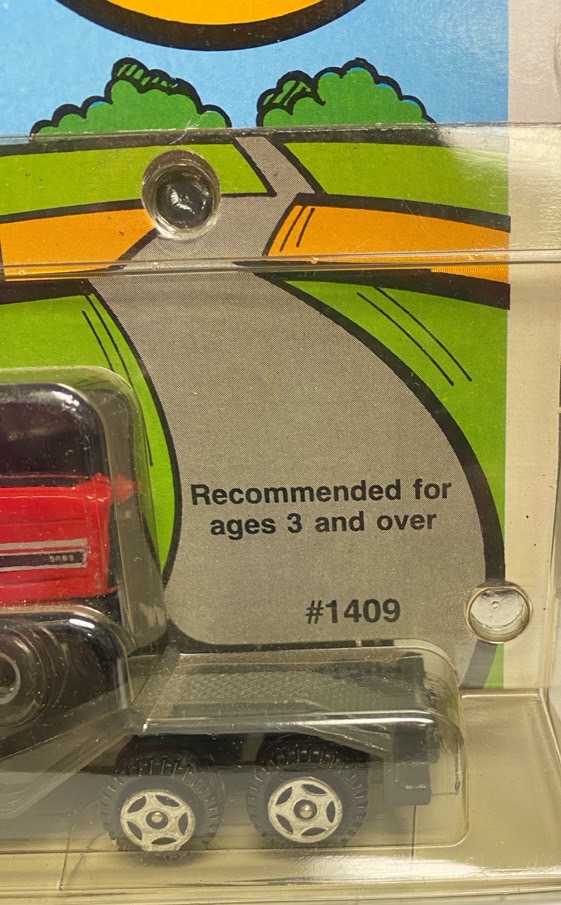 Recommended for
ages 3 and over
#1409